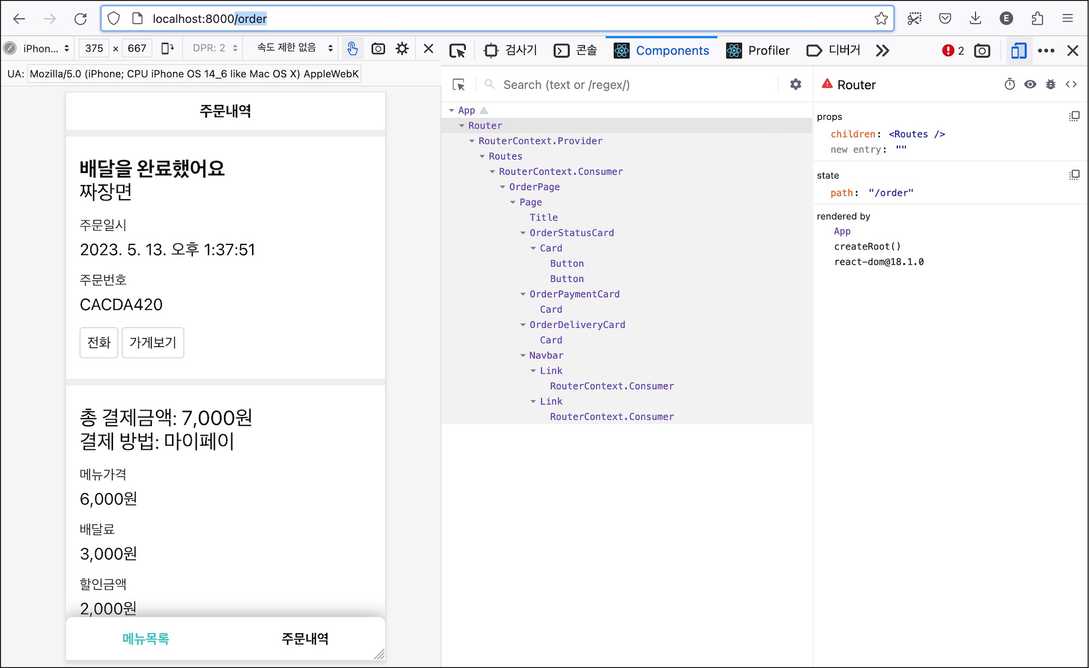 localhost:8000/order
iPhon... 375 × 667 DPR: 2 속도 제한 없음
UA: Mozilla/5.0 (iPhone; CPU iPhone OS 14_6 like Mac OS X) AppleWebK
주문내역
배달을 완료했어요
짜장면
주문일시
2023. 5. 13. 오후 1:37:51
주문번호
CACDA420
전화 가게보기
총 결제금액: 7,000원
결제 방법: 마이페이
메뉴가격
6,000원
배달료
3,000원
할인금액
2,000원
메뉴목록 주문내역
검사기 콘솔 Components Profiler 디버거 2
Search (text or /regex/)
App
Router
RouterContext.Provider
Routes
RouterContext.Consumer
OrderPage
Page
Title
OrderStatusCard
Card
Button
Button
OrderPaymentCard
Card
OrderDeliveryCard
Card
Navbar
Link
RouterContext.Consumer
Link
RouterContext.Consumer
Router
props
children: <Routes />
new entry: ""
state
path: "/order"
rendered by
App
createRoot()
react-dom@18.1.0